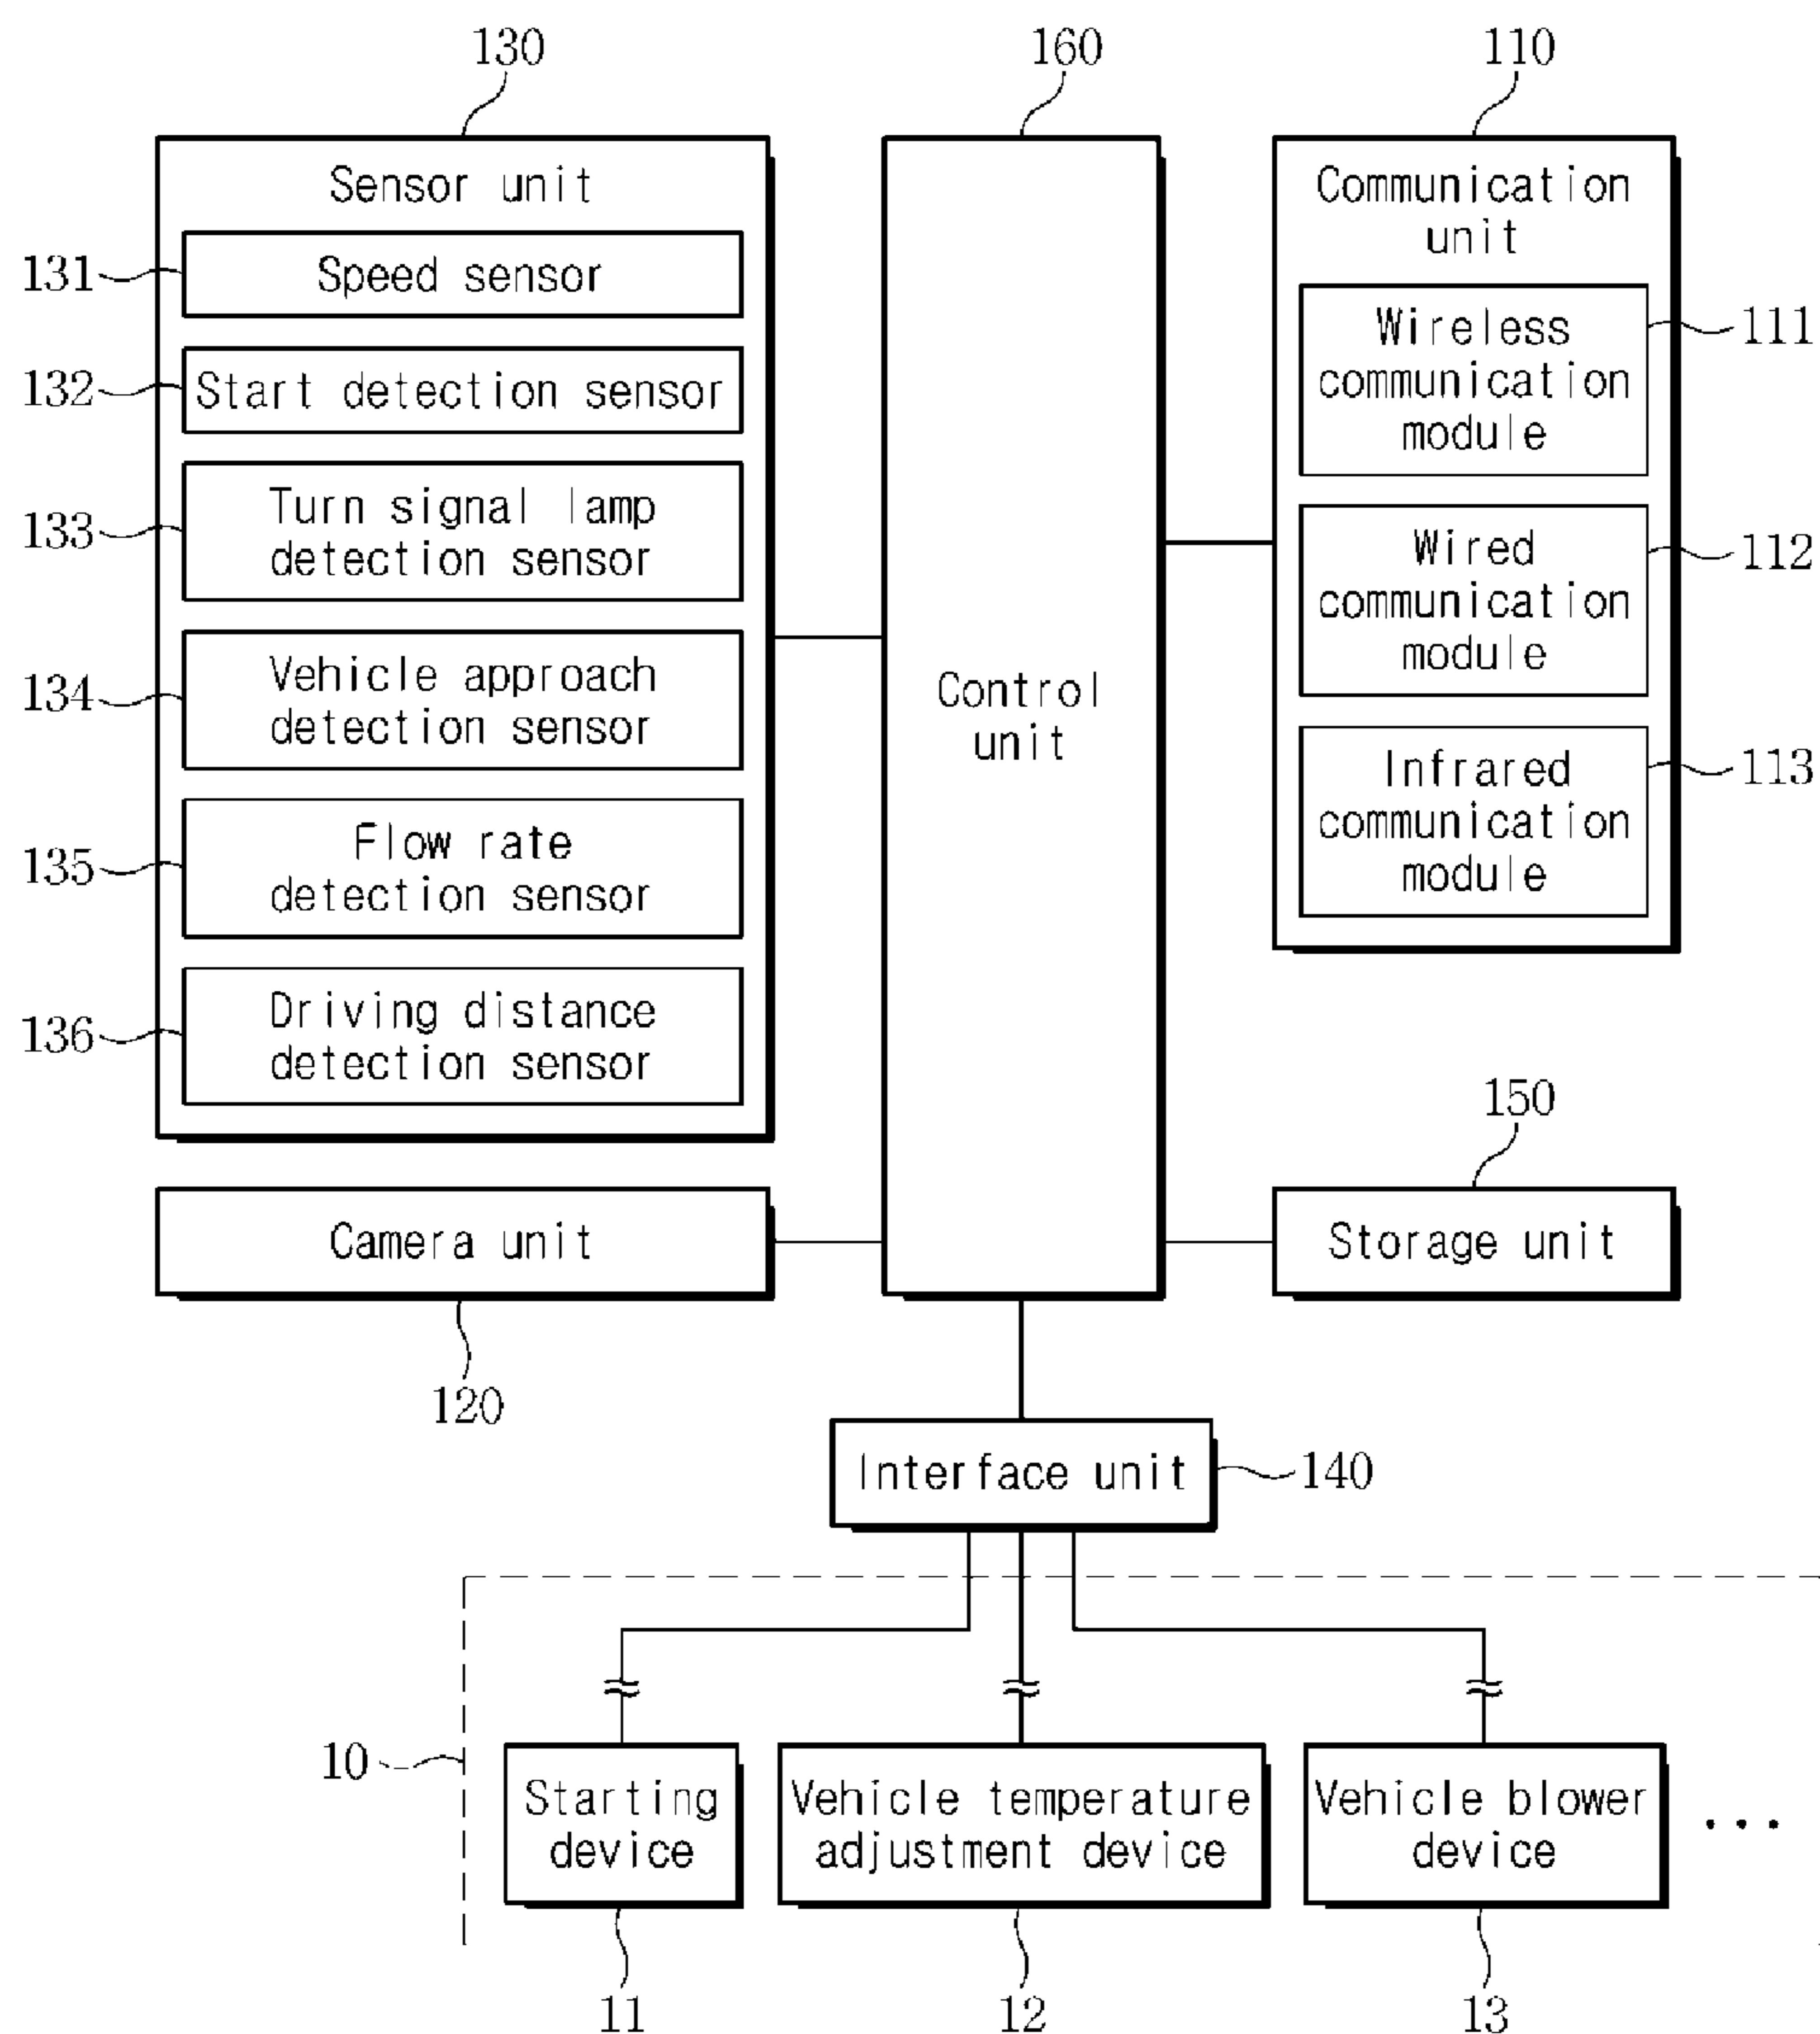 130
160
110
Sensor unit
131
Speed sensor
132
Start detection sensor
133
Turn signal lamp
detection sensor
134
Vehicle approach
detection sensor
135
Flow rate
detection sensor
136
Driving distance
detection sensor
Control
unit
Communication
unit
Wireless
communication
module
111
Wired
communication
module
112
Infrared
communication
module
113
150
Camera unit
Storage unit
120
Interface unit
140
10
Starting
device
Vehicle temperature
adjustment device
Vehicle blower
device
...
11
12
13